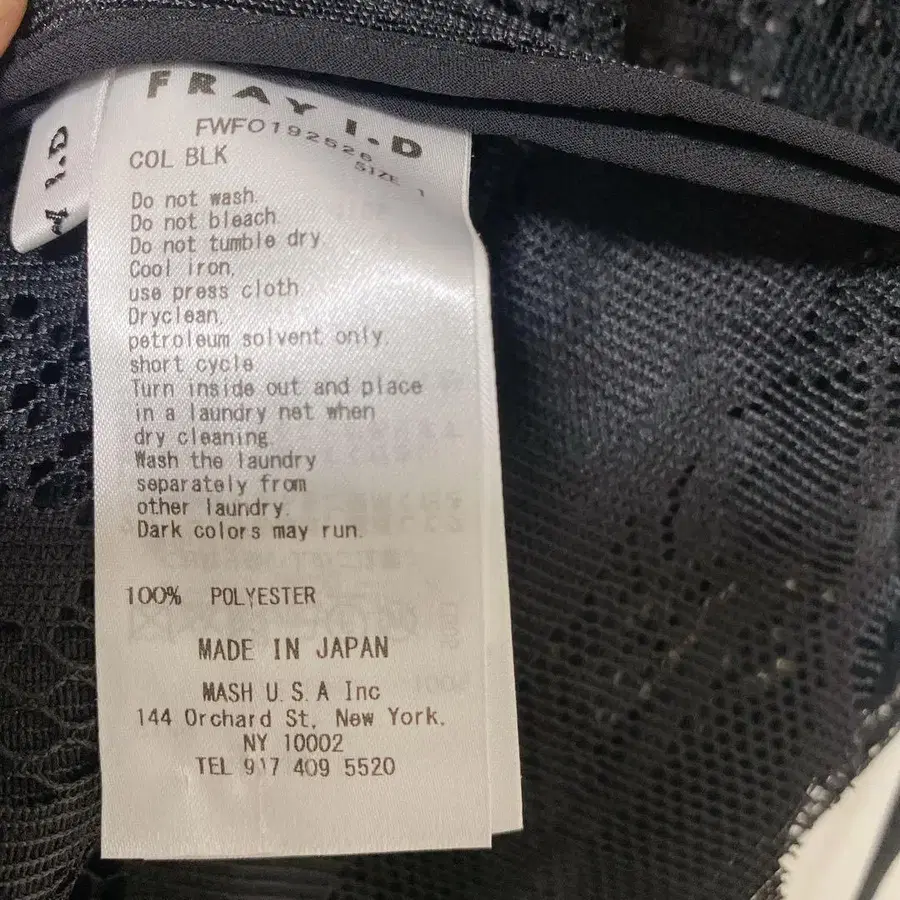 FRAY I.D
FWF0192526
SIZE 1
COL BLK
Do not wash.
Do not bleach
Do not tumble dry.
Cool iron,
use press cloth
Dryclean,
petroleum solvent only,
short cycle
Turn inside out and place
in a laundry net when
dry cleaning
Wash the laundry
separately from
other laundry.
Dark colors may run.
100% POLYESTER
MADE IN JAPAN
MASH U.S.A Inc
144 Orchard St, New York.
NY 10002
TEL 917 409 5520
I.D